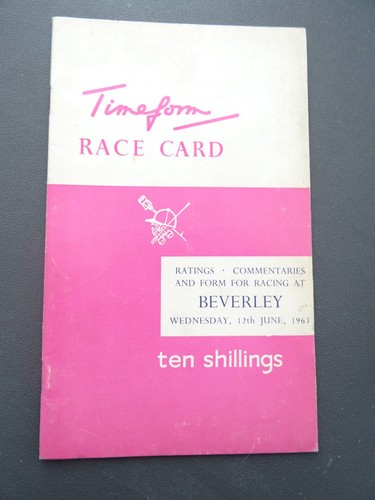 Timeform
RACE CARD
RATINGS · COMMENTARIES
AND FORM FOR RACING AT
BEVERLEY
WEDNESDAY, 12th JUNE, 1963
ten shillings